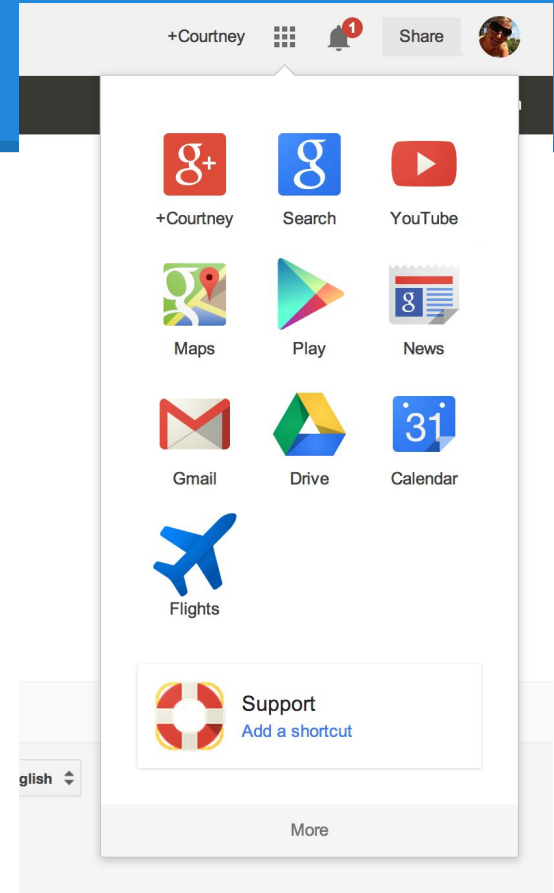 +Courtney
1
Share
g+
g
+Courtney
Search
YouTube
g
g
Maps
Play
News
31
Gmail
Drive
Calendar
Flights
Support
Add a shortcut
glish
More